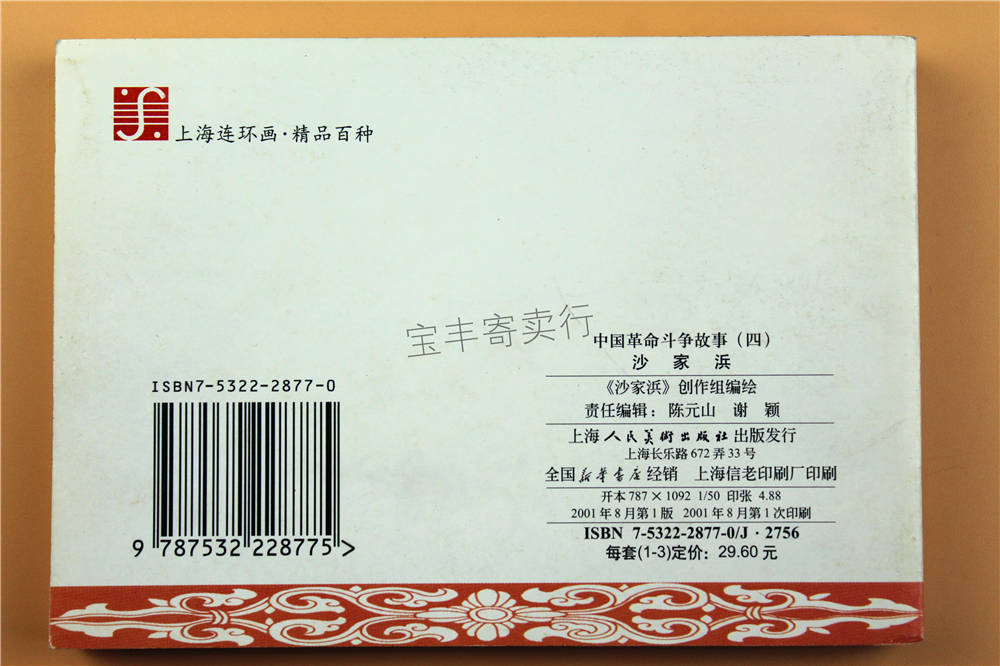 上海连环画·精品百种
宝丰寄卖行
中国革命斗争故事（四）
沙家浜
《沙家浜》创作组编绘
责任编辑：陈元山 谢颖
上海人民美術出版社出版发行
上海长乐路672弄33号
全国新华书店经销 上海信老印刷厂印刷
开本787×1092 1/50 印张 4.88
2001年8月第1版 2001年8月第1次印刷
ISBN 7-5322-2877-0/J·2756
每套(1-3)定价：29.60元
ISBN7-5322-2877-0
9 787532 228775>